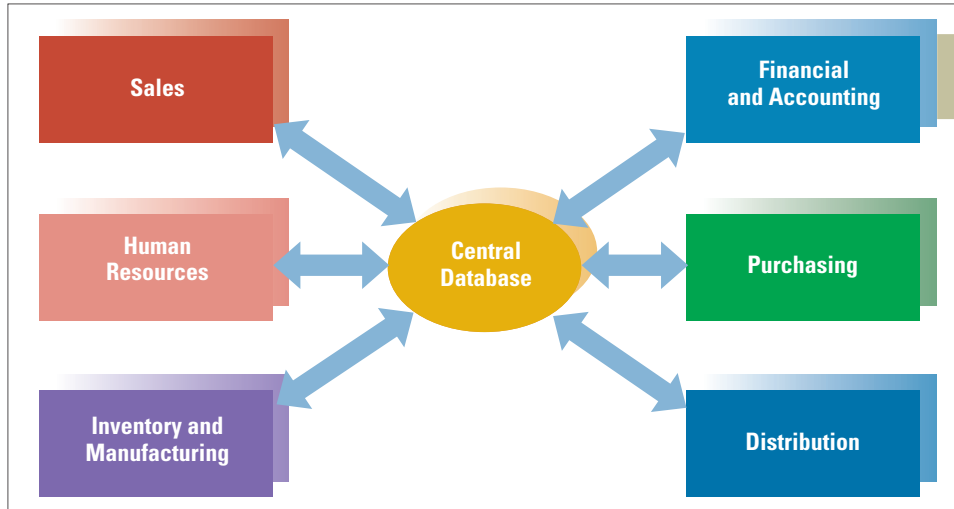 Sales
Financial
and Accounting
Human
Resources
Central
Database
Purchasing
Inventory and
Manufacturing
Distribution